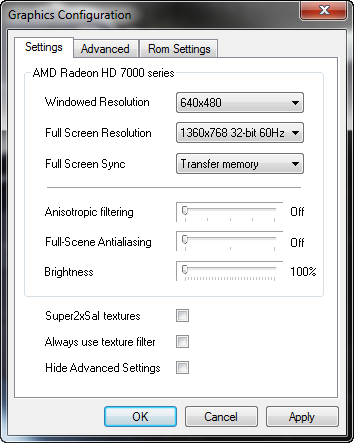 Graphics Configuration
Settings Advanced Rom Settings
AMD Radeon HD 7000 series
Windowed Resolution 640x480
Full Screen Resolution 1360x768 32-bit 60Hz
Full Screen Sync Transfer memory
Anisotropic filtering Off
Full-Scene Antialiasing Off
Brightness 100%
Super2xSal textures
Always use texture filter
Hide Advanced Settings
OK Cancel Apply